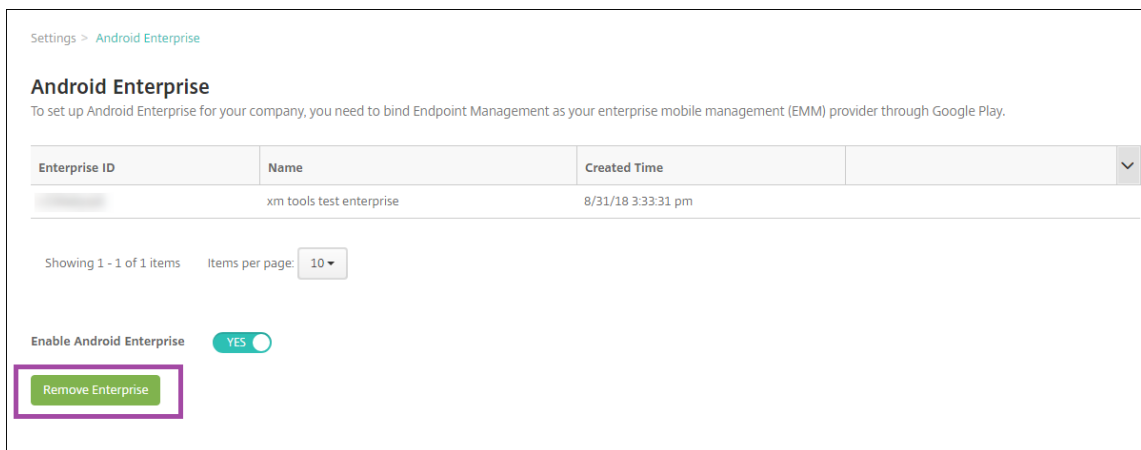 Settings > Android Enterprise
Android Enterprise
To set up Android Enterprise for your company, you need to bind Endpoint Management as your enterprise mobile management (EMM) provider through Google Play.
Enterprise ID Name Created Time
xm tools test enterprise 8/31/18 3:33:31 pm
Showing 1 - 1 of 1 items Items per page: 10
Enable Android Enterprise YES
Remove Enterprise